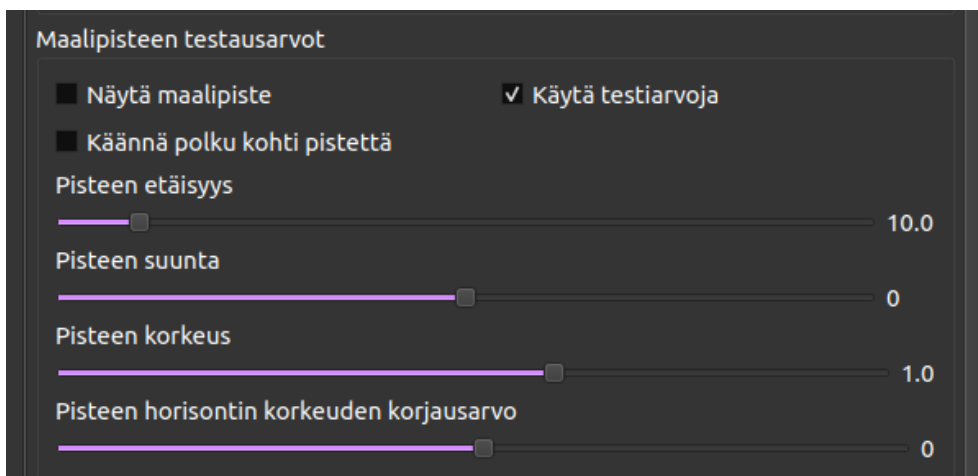 Maalipisteen testausarvot
Näytä maalipiste
Käytä testiarvoja
Käännä polku kohti pistettä
Pisteen etäisyys
10.0
Pisteen suunta
0
Pisteen korkeus
1.0
Pisteen horisontin korkeuden korjausarvo
0